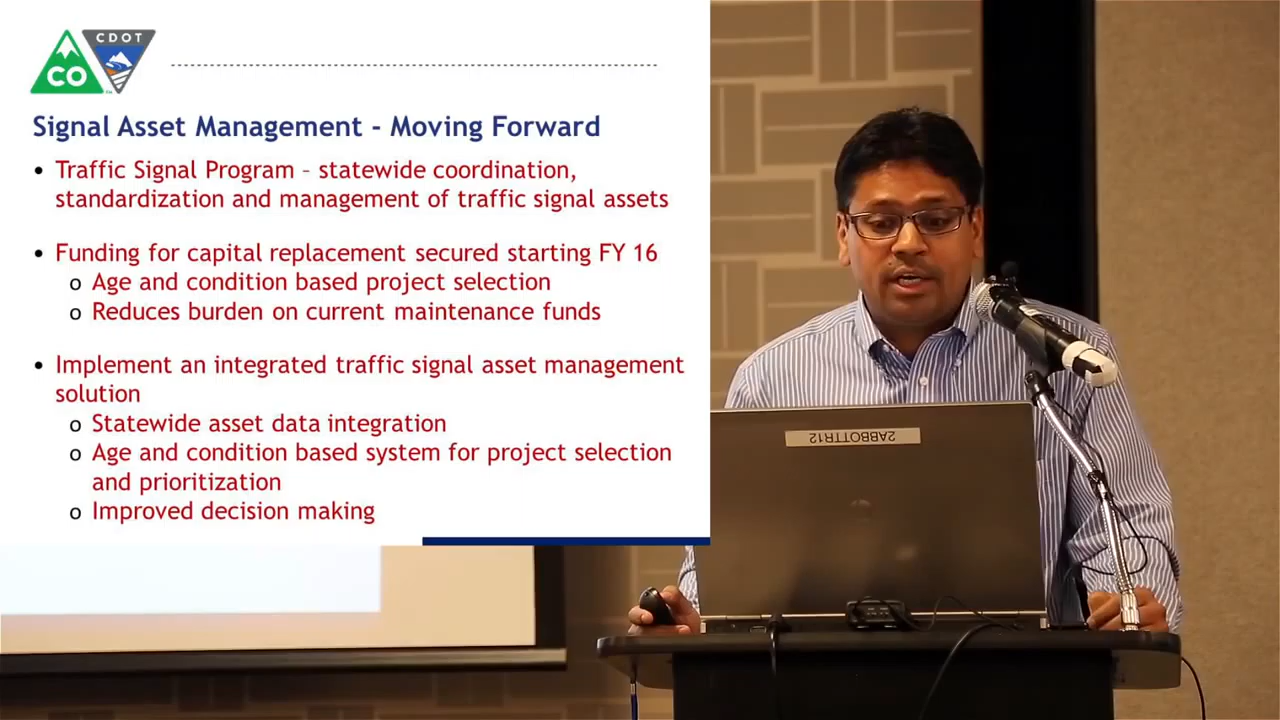 CDOT
CO
Signal Asset Management - Moving Forward
• Traffic Signal Program – statewide coordination,
standardization and management of traffic signal assets
• Funding for capital replacement secured starting FY 16
o Age and condition based project selection
o Reduces burden on current maintenance funds
• Implement an integrated traffic signal asset management
solution
o Statewide asset data integration
o Age and condition based system for project selection
and prioritization
o Improved decision making
2ABBOTTR12